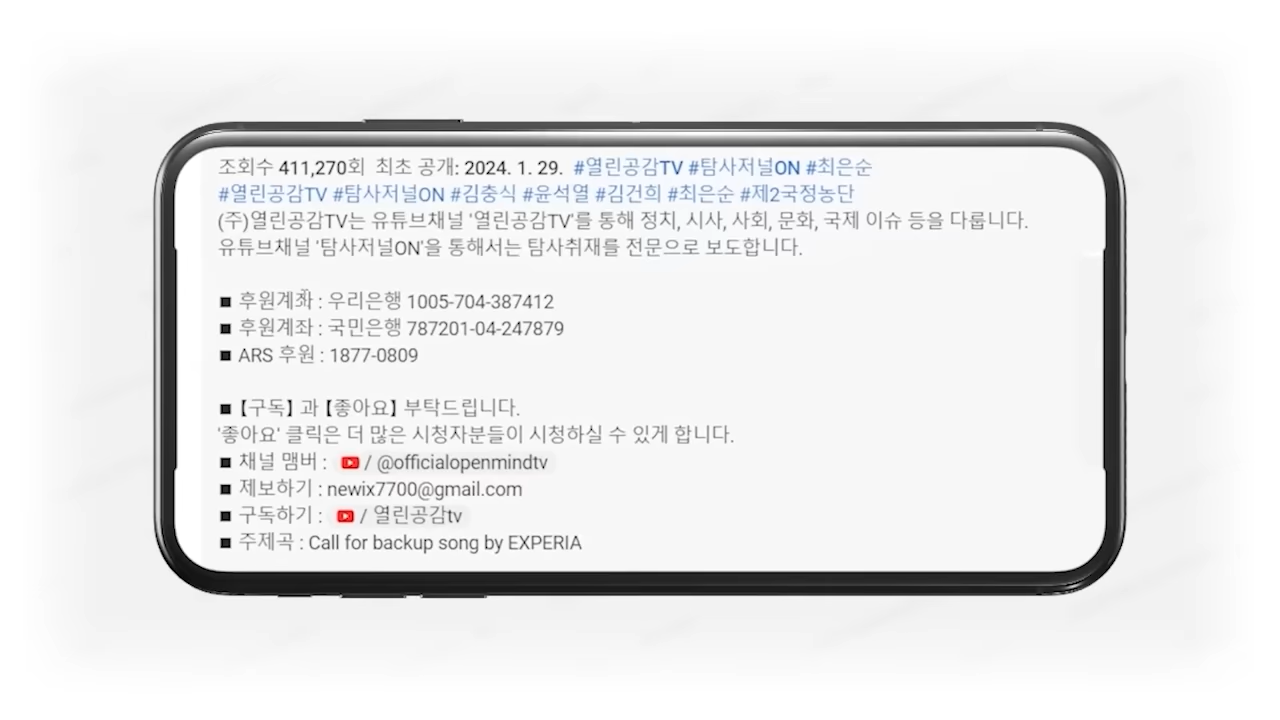 조회수 411,270회 최초 공개: 2024. 1. 29. #열린공감TV #탐사저널ON #최은순
#열린공감TV #탐사저널ON #김충식 #윤석열 #김건희 #최은순 #제2국정농단
(주)열린공감TV는 유튜브채널 '열린공감TV'를 통해 정치, 시사, 사회, 문화, 국제 이슈 등을 다룹니다.
유튜브채널 '탐사저널ON'을 통해서는 탐사취재를 전문으로 보도합니다.
■ 후원계좌 : 우리은행 1005-704-387412
■ 후원계좌 : 국민은행 787201-04-247879
■ ARS 후원 : 1877-0809
■【구독】과【좋아요】부탁드립니다.
'좋아요' 클릭은 더 많은 시청자분들이 시청하실 수 있게 합니다.
■ 채널 맴버 : / @officialopenmindtv
■ 제보하기 : newix7700@gmail.com
■ 구독하기 : / 열린공감tv
■ 주제곡 : Call for backup song by EXPERIA